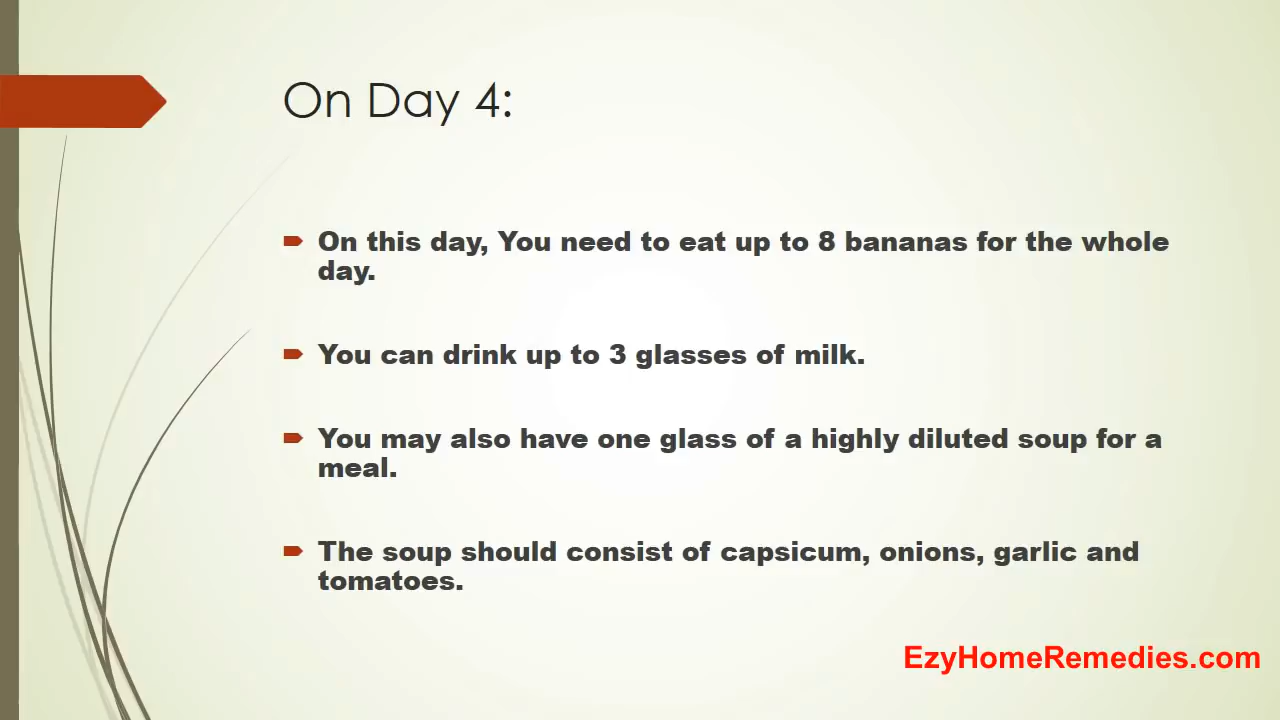 On Day 4:
On this day, You need to eat up to 8 bananas for the whole
day.
You can drink up to 3 glasses of milk.
You may also have one glass of a highly diluted soup for a
meal.
The soup should consist of capsicum, onions, garlic and
tomatoes.
EzyHomeRemedies.com